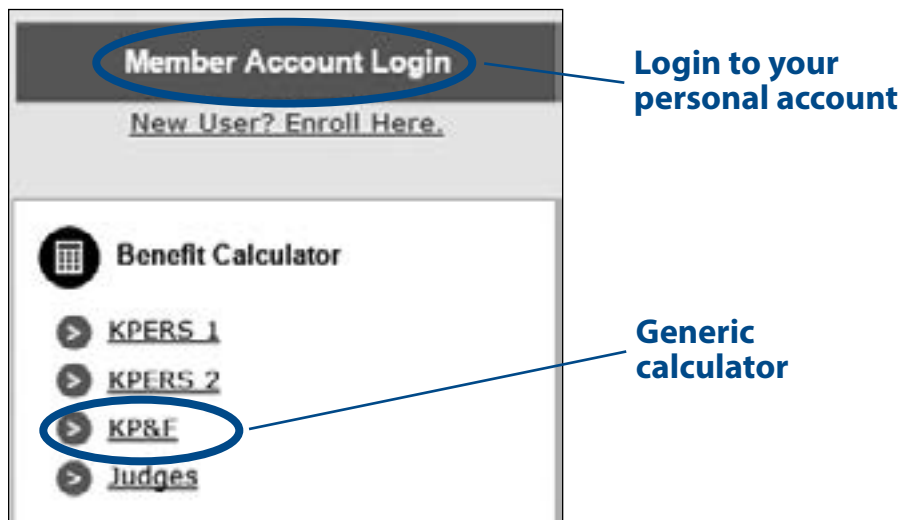 Member Account Login
Login to your
personal account
New User? Enroll Here.
Benefit Calculator
KPERS 1
KPERS 2
Generic
calculator
KP&F
Judges